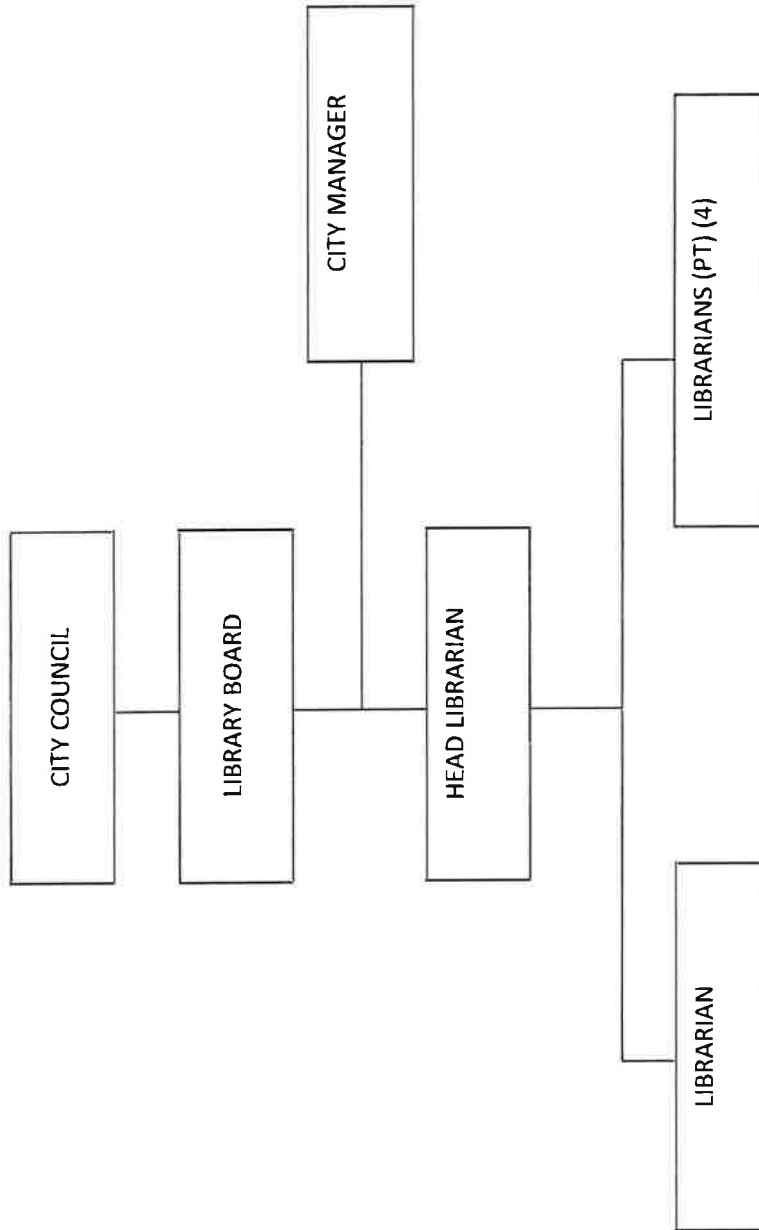 CITY COUNCIL
LIBRARY BOARD
CITY MANAGER
HEAD LIBRARIAN
LIBRARIAN
LIBRARIANS (PT) (4)